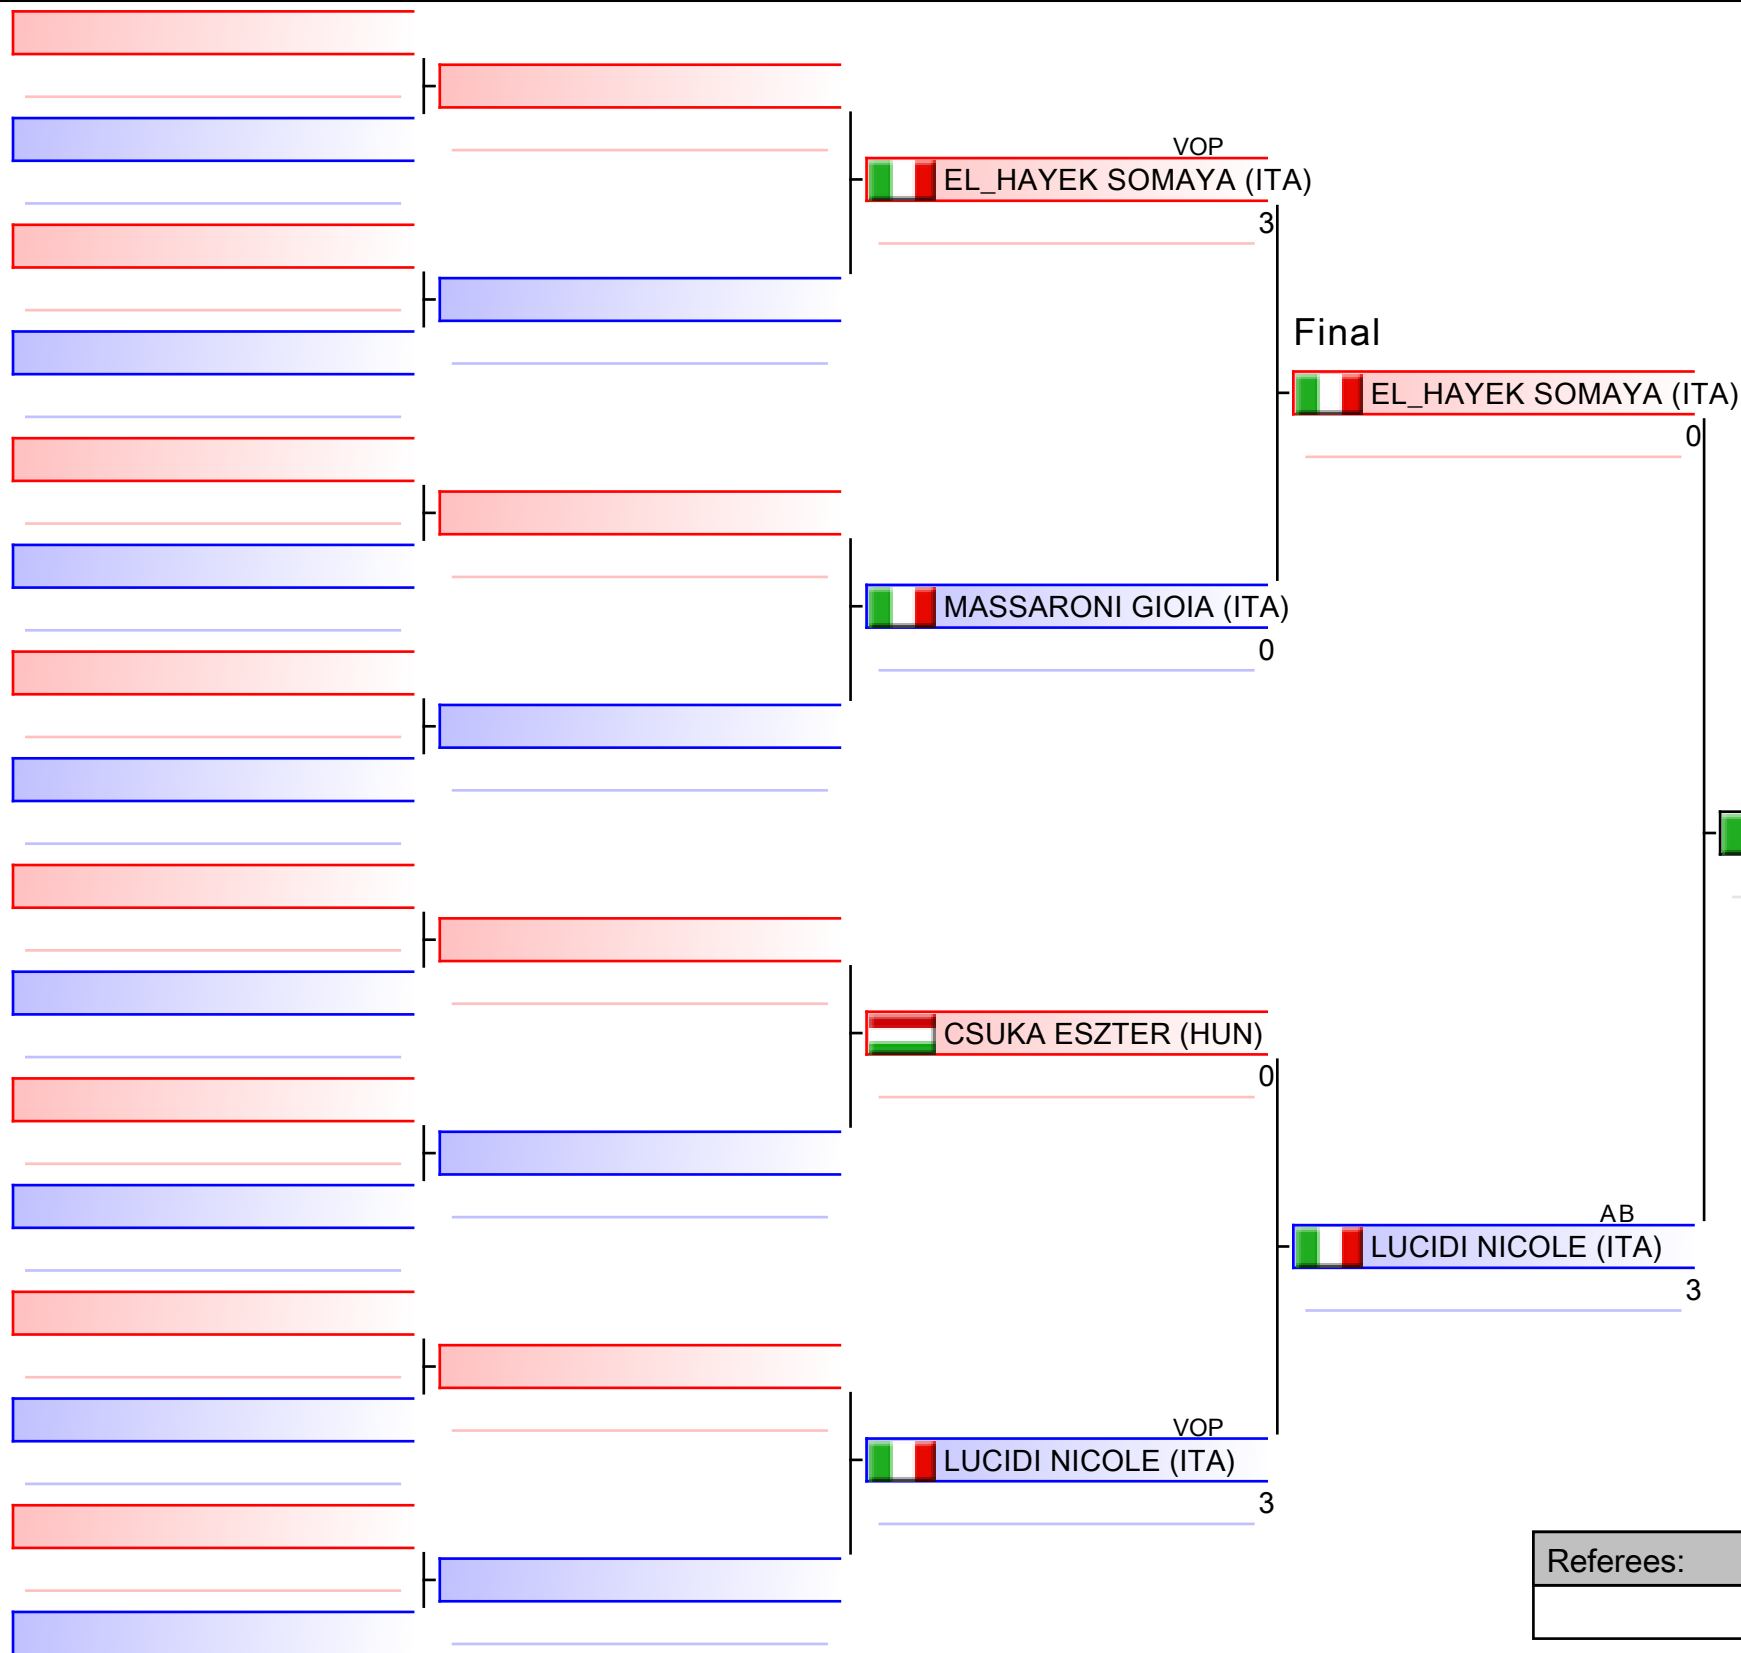 VOP
EL_HAYEK SOMAYA (ITA)
3
Final
EL_HAYEK SOMAYA (ITA)
0
MASSARONI GIOIA (ITA)
0
CSUKA ESZTER (HUN)
0
AB
LUCIDI NICOLE (ITA)
3
VOP
LUCIDI NICOLE (ITA)
3
Referees: